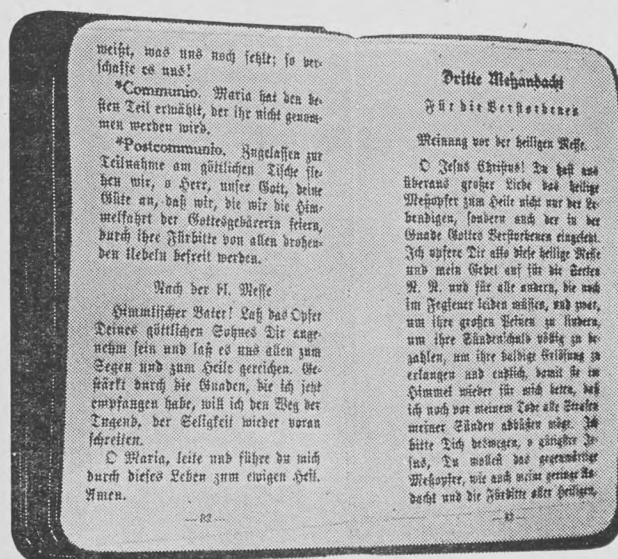 weißt, was uns noch fehlt; so ver-
schaffe es uns!
*Communio. Maria hat den be-
sten Teil erwählt, der ihr nicht genom-
men werden wird.
*Postcommunio. Zugelassen zur
Teilnahme am göttlichen Tische fle-
hen wir, o Herr, unser Gott, deine
Güte an, daß wir, die wir die Him-
melfahrt der Gottesgebärerin feiern,
durch ihre Fürbitte von allen drohen-
den Uebeln befreit werden.
Nach der hl. Messe
Himmlischer Vater! Laß das Opfer
Deines göttlichen Sohnes Dir ange-
nehm sein und laß es uns allen zum
Segen und zum Heile gereichen. Ge-
stärkt durch die Gnaden, die ich jetzt
empfangen habe, will ich den Weg der
Tugend, der Seligkeit wieder voran
schreiten.
O Maria, leite und führe du mich
durch dieses Leben zum ewigen Heil.
Amen.
— 82 —
Dritte Meßandacht
Für die Verstorbenen
Meinung vor der heiligen Messe.
O Jesus Christus! Du hast aus
überaus großer Liebe das heilige
Meßopfer zum Heile nicht nur der Le-
bendigen, sondern auch der in der
Gnade Gottes Verstorbenen eingesetzt.
Ich opfere Dir also diese heilige Messe
und mein Gebet auf für die Seelen
N. N. und für alle andern, die noch
im Fegfeuer leiden müssen, und zwar,
um ihre großen Peinen zu lindern,
um ihre Sündenschuld völlig zu be-
zahlen, um ihre baldige Erlösung zu
erlangen und endlich, damit sie im
Himmel wieder für mich beten, daß
ich noch vor meinem Tode alle Strafen
meiner Sünden abbüßen möge. Ich
bitte Dich deswegen, o gütigster Je-
sus, Du wollest das gegenwärtige
Meßopfer, wie auch meine geringe An-
dacht und die Fürbitte aller Heiligen,